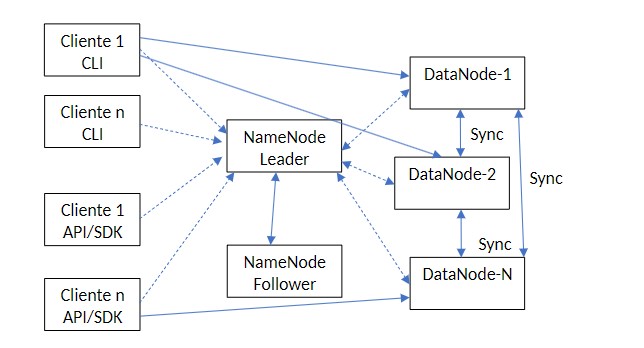 Cliente 1
CLI
DataNode-1
Cliente n
CLI
NameNode
Leader
Sync
DataNode-2
Sync
Cliente 1
API/SDK
Sync
NameNode
Follower
DataNode-N
Cliente n
API/SDK